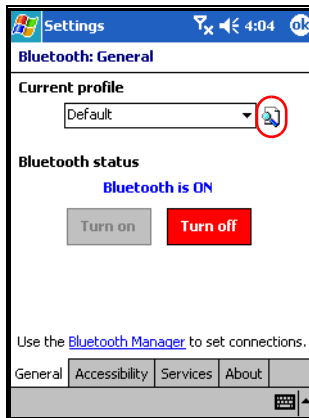 Settings 4:04 ok
Bluetooth: General
Current profile
Default
Bluetooth status
Bluetooth is ON
Turn on Turn off
Use the Bluetooth Manager to set connections.
General Accessibility Services About